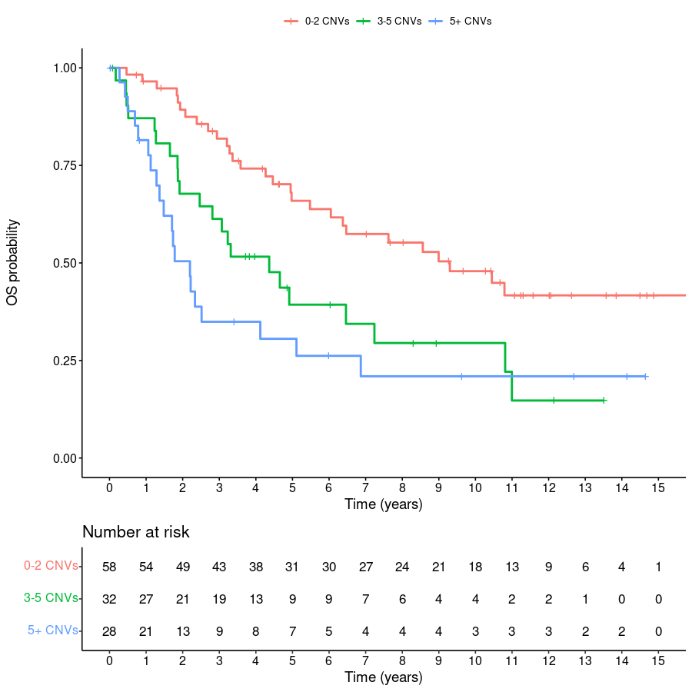 0-2 CNVs 3-5 CNVs 5+ CNVs
1.00
0.75
0.50
0.25
0.00
OS probability
0 1 2 3 4 5 6 7 8 9 10 11 12 13 14 15
Time (years)
Number at risk
0-2 CNVs 58 54 49 43 38 31 30 27 24 21 18 13 9 6 4 1
3-5 CNVs 32 27 21 19 13 9 9 7 6 4 4 2 2 1 0 0
5+ CNVs 28 21 13 9 8 7 5 4 4 4 3 3 3 2 2 0
0 1 2 3 4 5 6 7 8 9 10 11 12 13 14 15
Time (years)